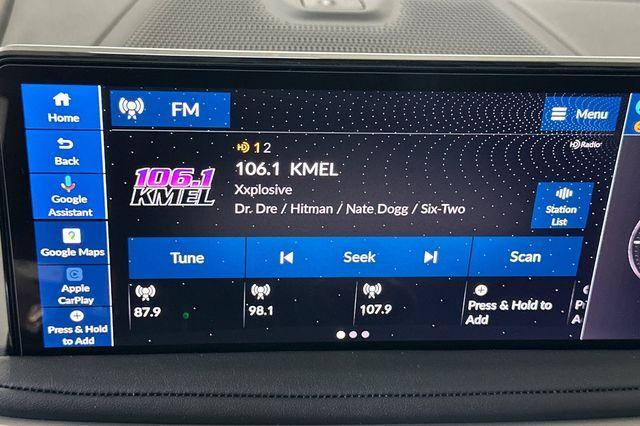 Home
Back
Google
Assistant
Google Maps
Apple
CarPlay
Press & Hold
to Add
FM
Menu
HD 1 2
HD Radio
106.1 KMEL
106.1
KMEL
Xxplosive
Dr. Dre / Hitman / Nate Dogg / Six-Two
Station
List
Tune
Seek
Scan
87.9
98.1
107.9
Press & Hold to
Add